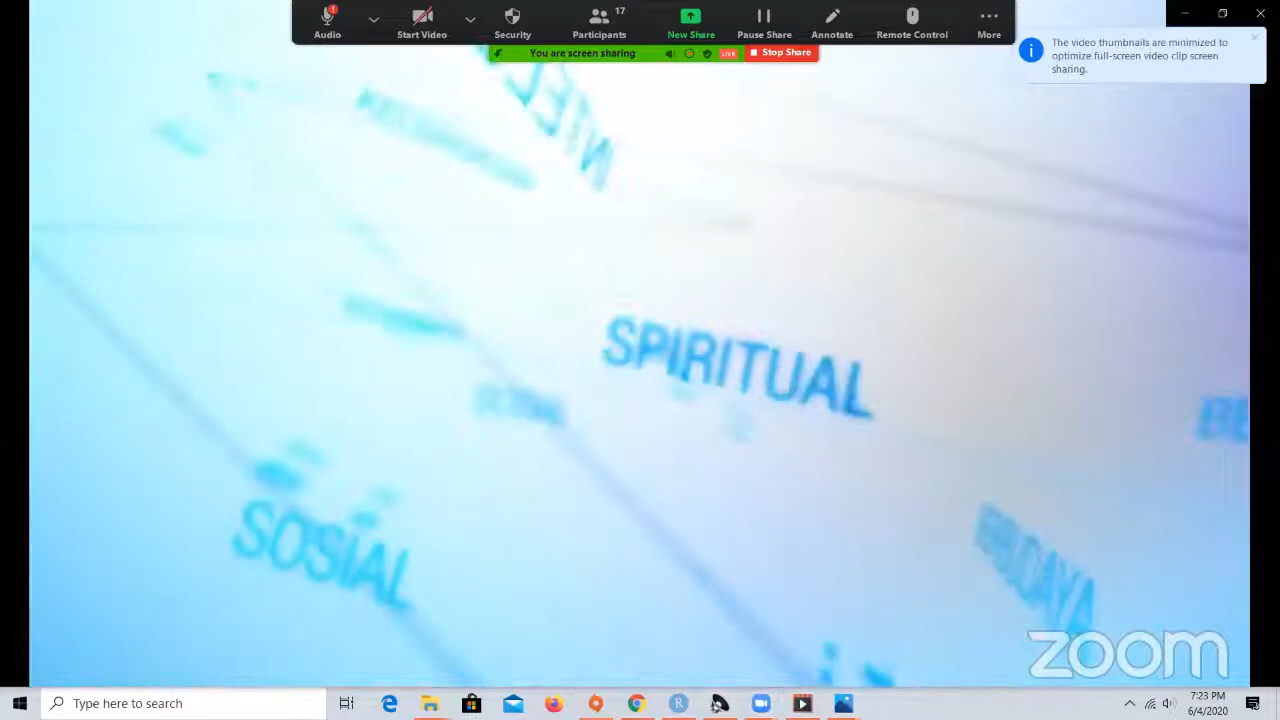 17
Audio
Start Video
Security
Participants
New Share
Pause Share
Annotate
Remote Control
More
You are screen sharing
LIVE
Stop Share
The video thumbnails are minimized to
optimize full-screen video clip screen
sharing.
SPIRITUAL
SOSIAL
BUDAYA
zoom
Type here to search
7:23 PM
6/4/2020